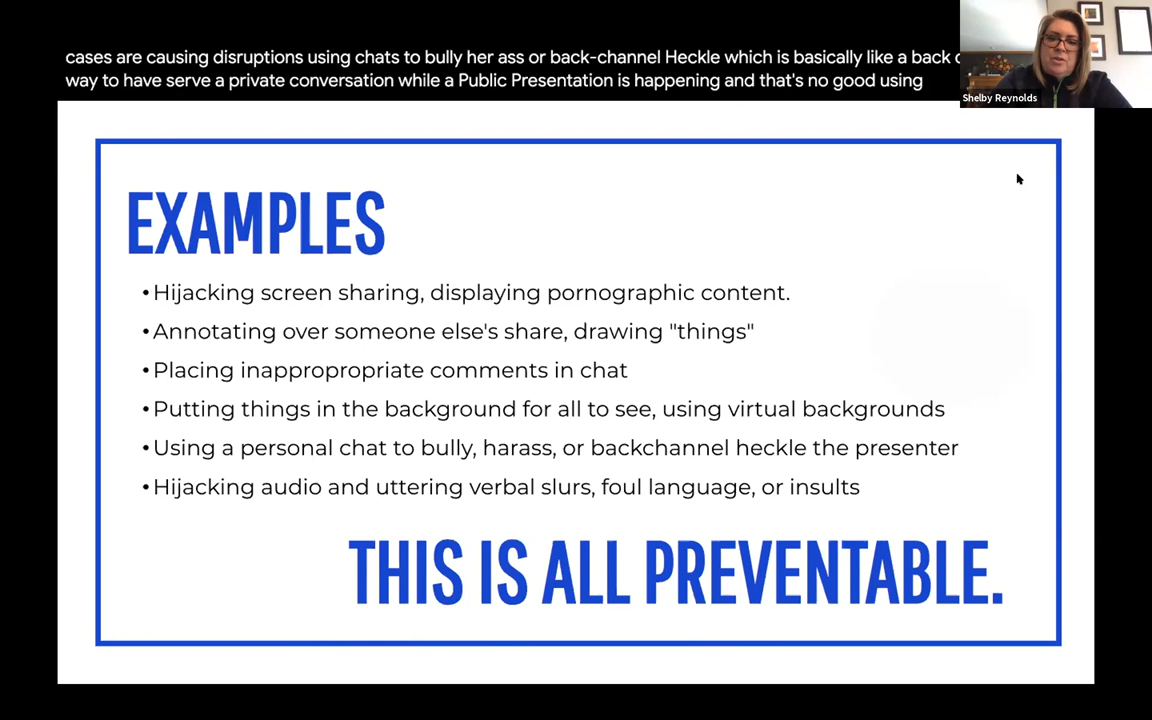 cases are causing disruptions using chats to bully her ass or back-channel Heckle which is basically like a back
way to have serve a private conversation while a Public Presentation is happening and that's no good using
Shelby Reynolds
EXAMPLES
•Hijacking screen sharing, displaying pornographic content.
•Annotating over someone else's share, drawing "things"
•Placing inappropropriate comments in chat
•Putting things in the background for all to see, using virtual backgrounds
•Using a personal chat to bully, harass, or backchannel heckle the presenter
•Hijacking audio and uttering verbal slurs, foul language, or insults
THIS IS ALL PREVENTABLE.